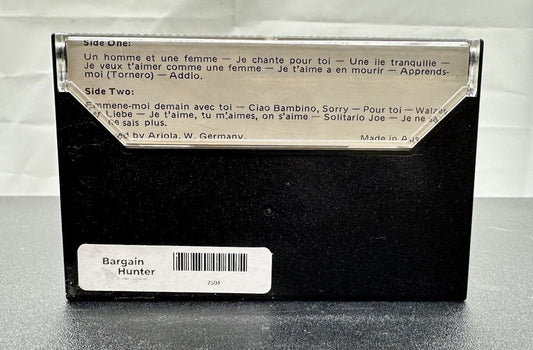 Side One:
Un homme et une femme — Je chante pour toi — Une ile tranquille —
Je veux t'aimer comme une femme — Je t'aime a en mourir — Apprends-
moi (Tornero) — Addio.
Side Two:
Emmene-moi demain avec toi — Ciao Bambino, Sorry — Pour toi —
Liebe — Je t'aime, tu m'aimes, on s'aime — Solitario Joe — Je ne
ne sais plus.
by Ariola, W. Germany. Made in
Bargain
Hunter
7504